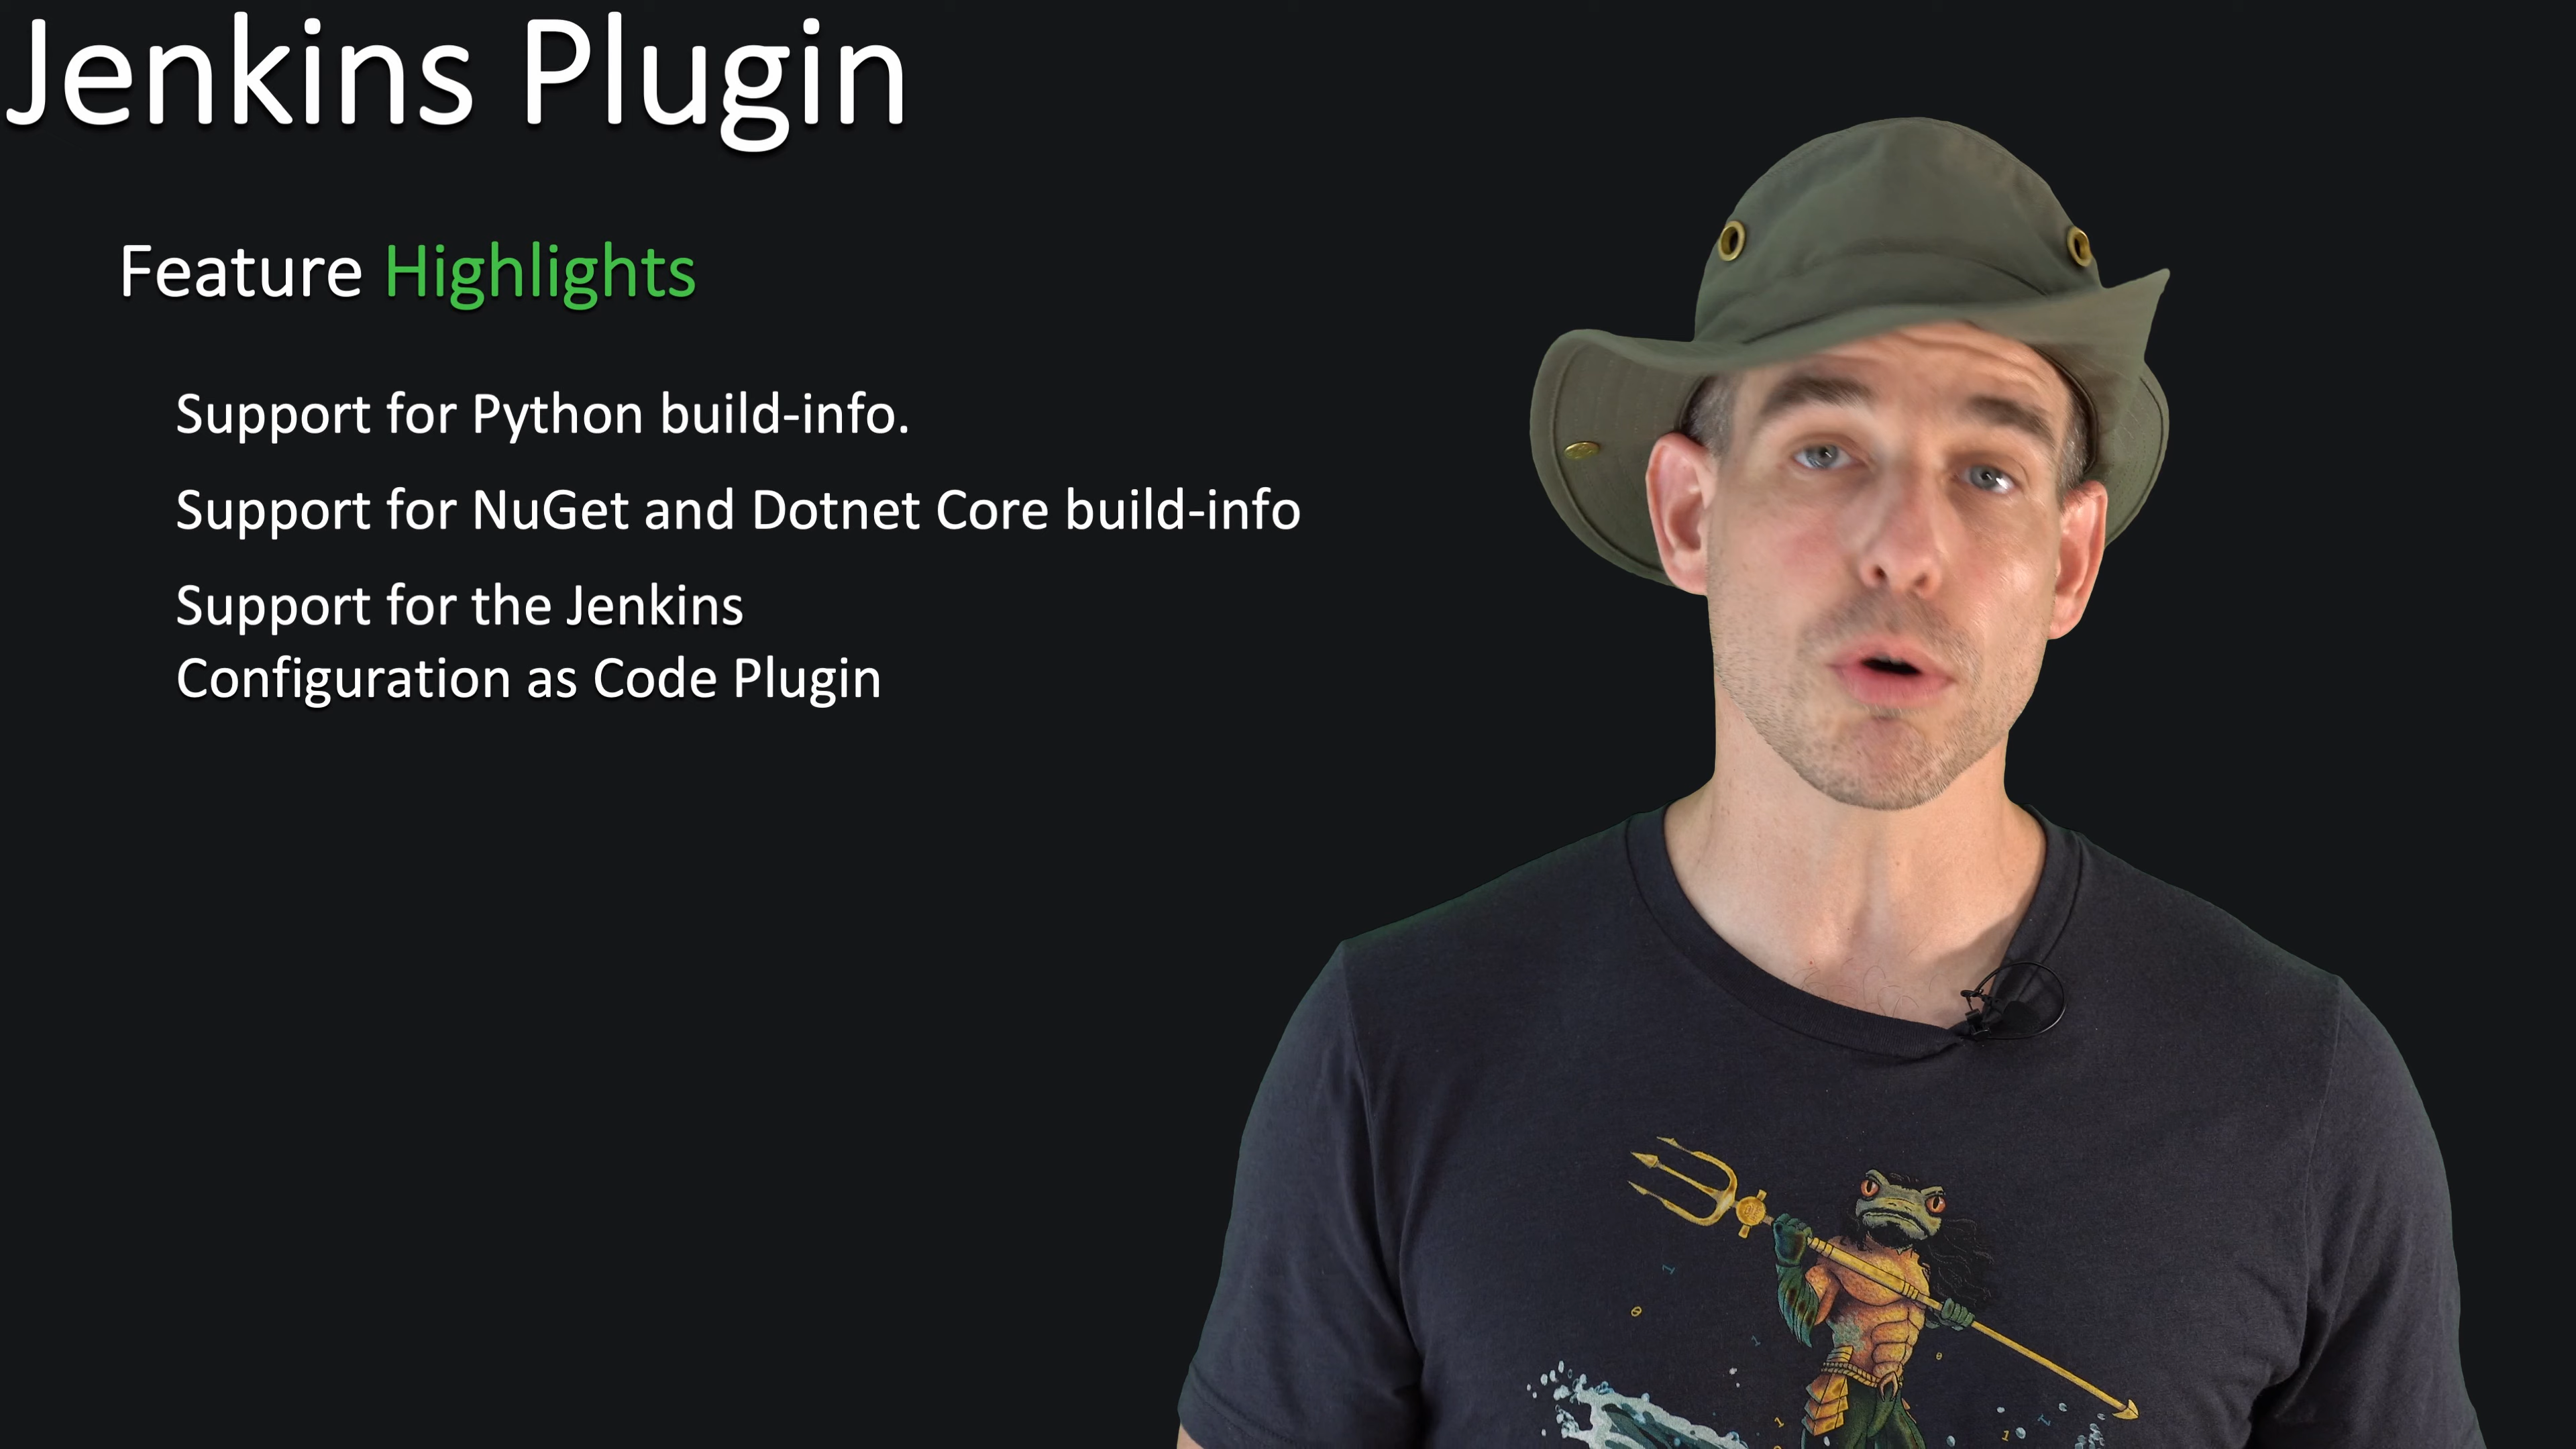 Jenkins Plugin
Feature Highlights
Support for Python build-info.
Support for NuGet and Dotnet Core build-info
Support for the Jenkins
Configuration as Code Plugin